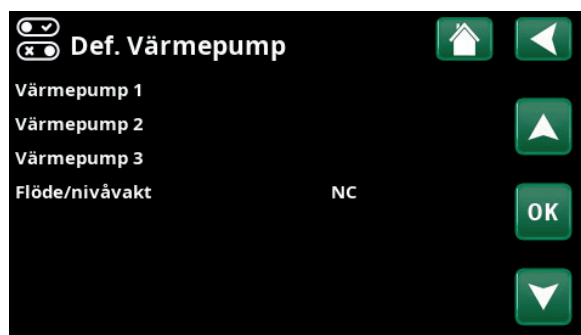 Def. Värmepump
Värmepump 1
Värmepump 2
Värmepump 3
Flöde/nivåvakt NC
OK